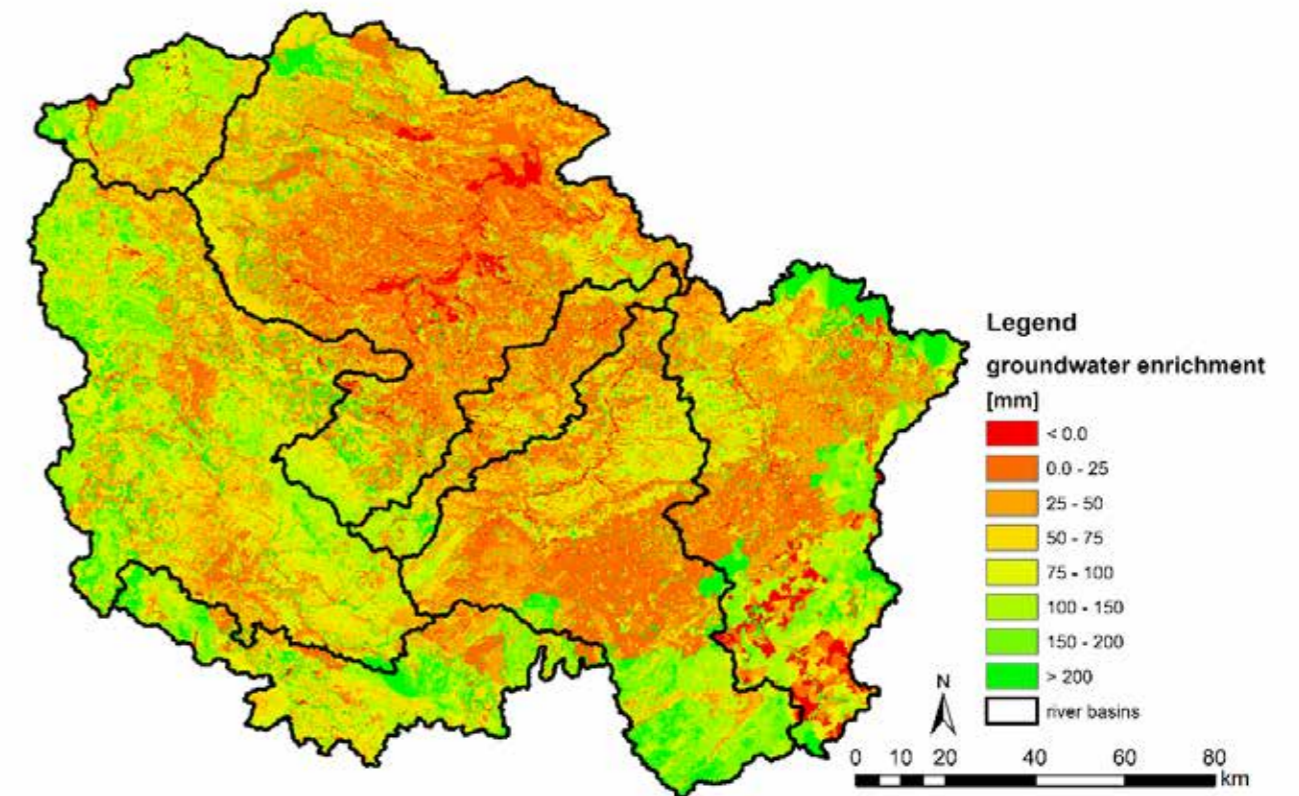 Legend
groundwater enrichment
[mm]
< 0.0
0.0 - 25
25 - 50
50 - 75
75 - 100
100 - 150
150 - 200
> 200
river basins
N
0 10 20 40 60 80
km